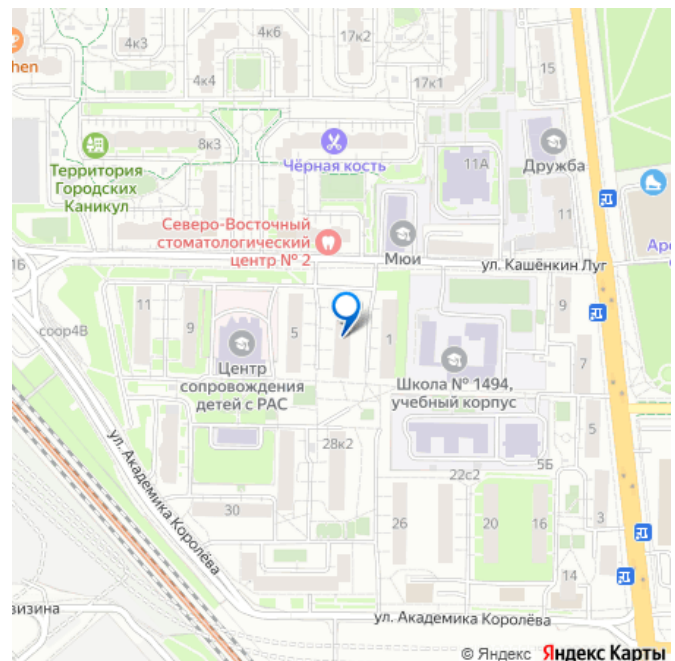 4к6
17к2
4к3
hen
4к4
17к1
15
8к3
Чёрная кость
11А
Дружба
Территория
Городских
Каникул
Северо-Восточный
стоматологический
центр № 2
11
Аре
Мюи
1Б
ул. Кашёнкин Луг
11
9
5
1
9
соор4В
Центр
сопровождения
детей с РАС
Школа № 1494,
учебный корпус
7
28к2
5
5Б
22с2
30
26
20
16
3
ул. Академика Королёва
14
визина
ул. Академика Королёва
© Яндекс Яндекс Карты